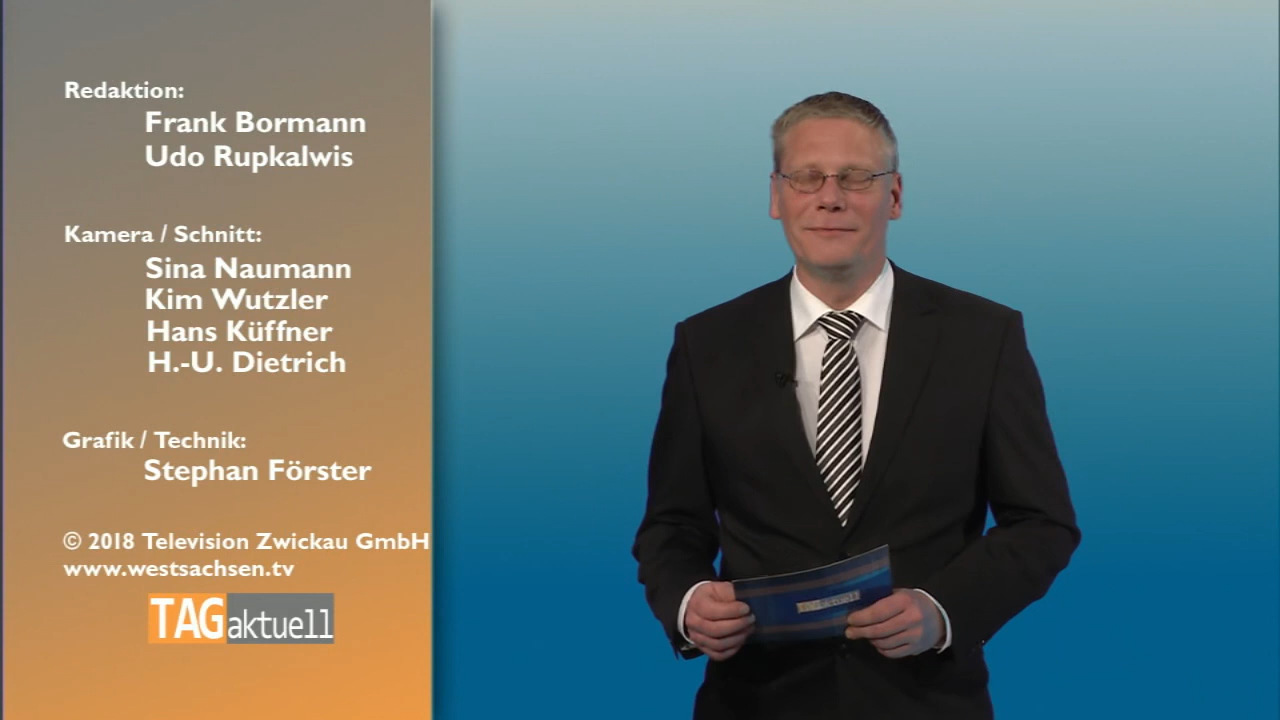 Redaktion:
Frank Bormann
Udo Rupkalwis
Kamera / Schnitt:
Sina Naumann
Kim Wutzler
Hans Küffner
H.-U. Dietrich
Grafik / Technik:
Stephan Förster
© 2018 Television Zwickau GmbH
www.westsachsen.tv
TAGaktuell